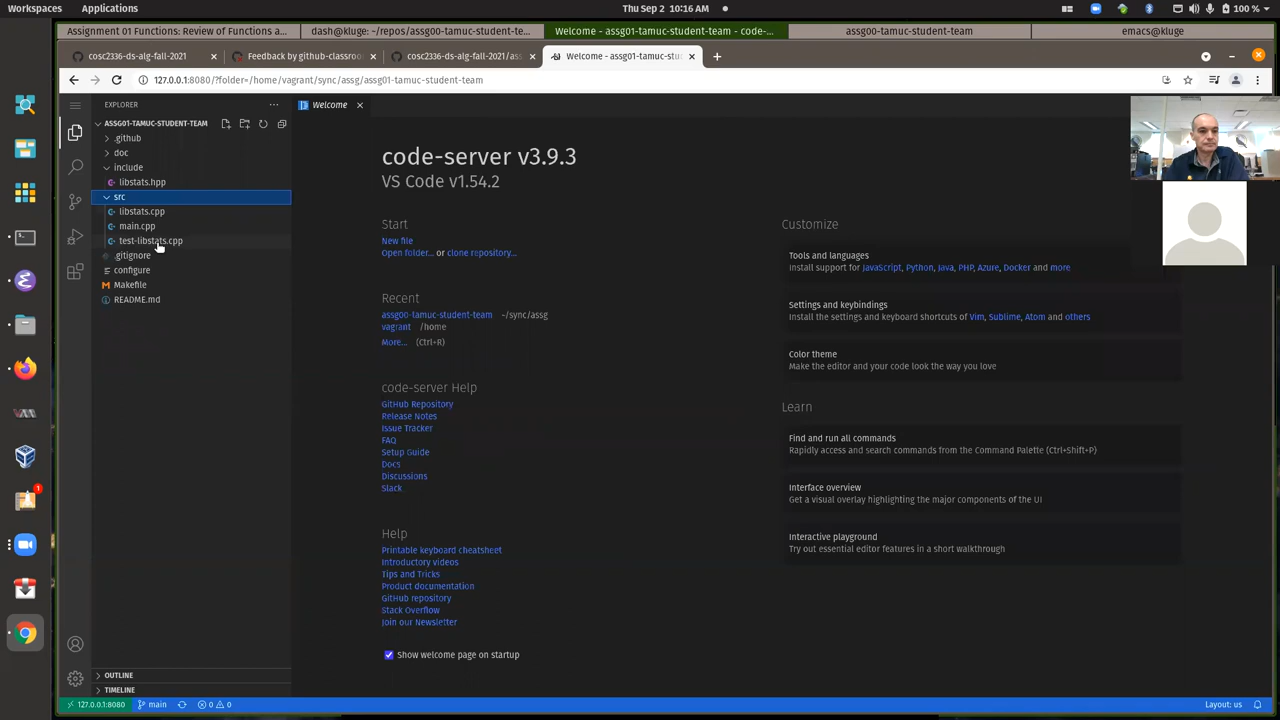 Workspaces Applications Thu Sep 2 10:16 AM 100 %
Assignment 01 Functions: Review of Functions a... dash@kluge: ~/repos/assg00-tamuc-student-te... Welcome - assg01-tamuc-student-team - code-... assg00-tamuc-student-team emacs@kluge
cosc2336-ds-alg-fall-2021 Feedback by github-classroo cosc2336-ds-alg-fall-2021/as Welcome - assg01-tamuc-stu
127.0.0.1:8080/?folder=/home/vagrant/sync/assg/assg01-tamuc-student-team
EXPLORER
Welcome
ASSG01-TAMUC-STUDENT-TEAM
.github
doc
include
libstats.hpp
src
libstats.cpp
main.cpp
test-libstats.cpp
.gitignore
configure
Makefile
README.md
OUTLINE
TIMELINE
code-server v3.9.3
VS Code v1.54.2
Start
New file
Open folder... or clone repository...
Recent
assg00-tamuc-student-team ~/sync/assg
vagrant /home
More... (Ctrl+R)
code-server Help
GitHub Repository
Release Notes
Issue Tracker
FAQ
Setup Guide
Docs
Discussions
Slack
Help
Printable keyboard cheatsheet
Introductory videos
Tips and Tricks
Product documentation
GitHub repository
Stack Overflow
Join our Newsletter
Show welcome page on startup
Customize
Tools and languages
Install support for JavaScript, Python, Java, PHP, Azure, Docker and more
Settings and keybindings
Install the settings and keyboard shortcuts of Vim, Sublime, Atom and others
Color theme
Make the editor and your code look the way you love
Learn
Find and run all commands
Rapidly access and search commands from the Command Palette (Ctrl+Shift+P)
Interface overview
Get a visual overlay highlighting the major components of the UI
Interactive playground
Try out essential editor features in a short walkthrough
1
127.0.0.1:8080 main 0 0 Layout: us